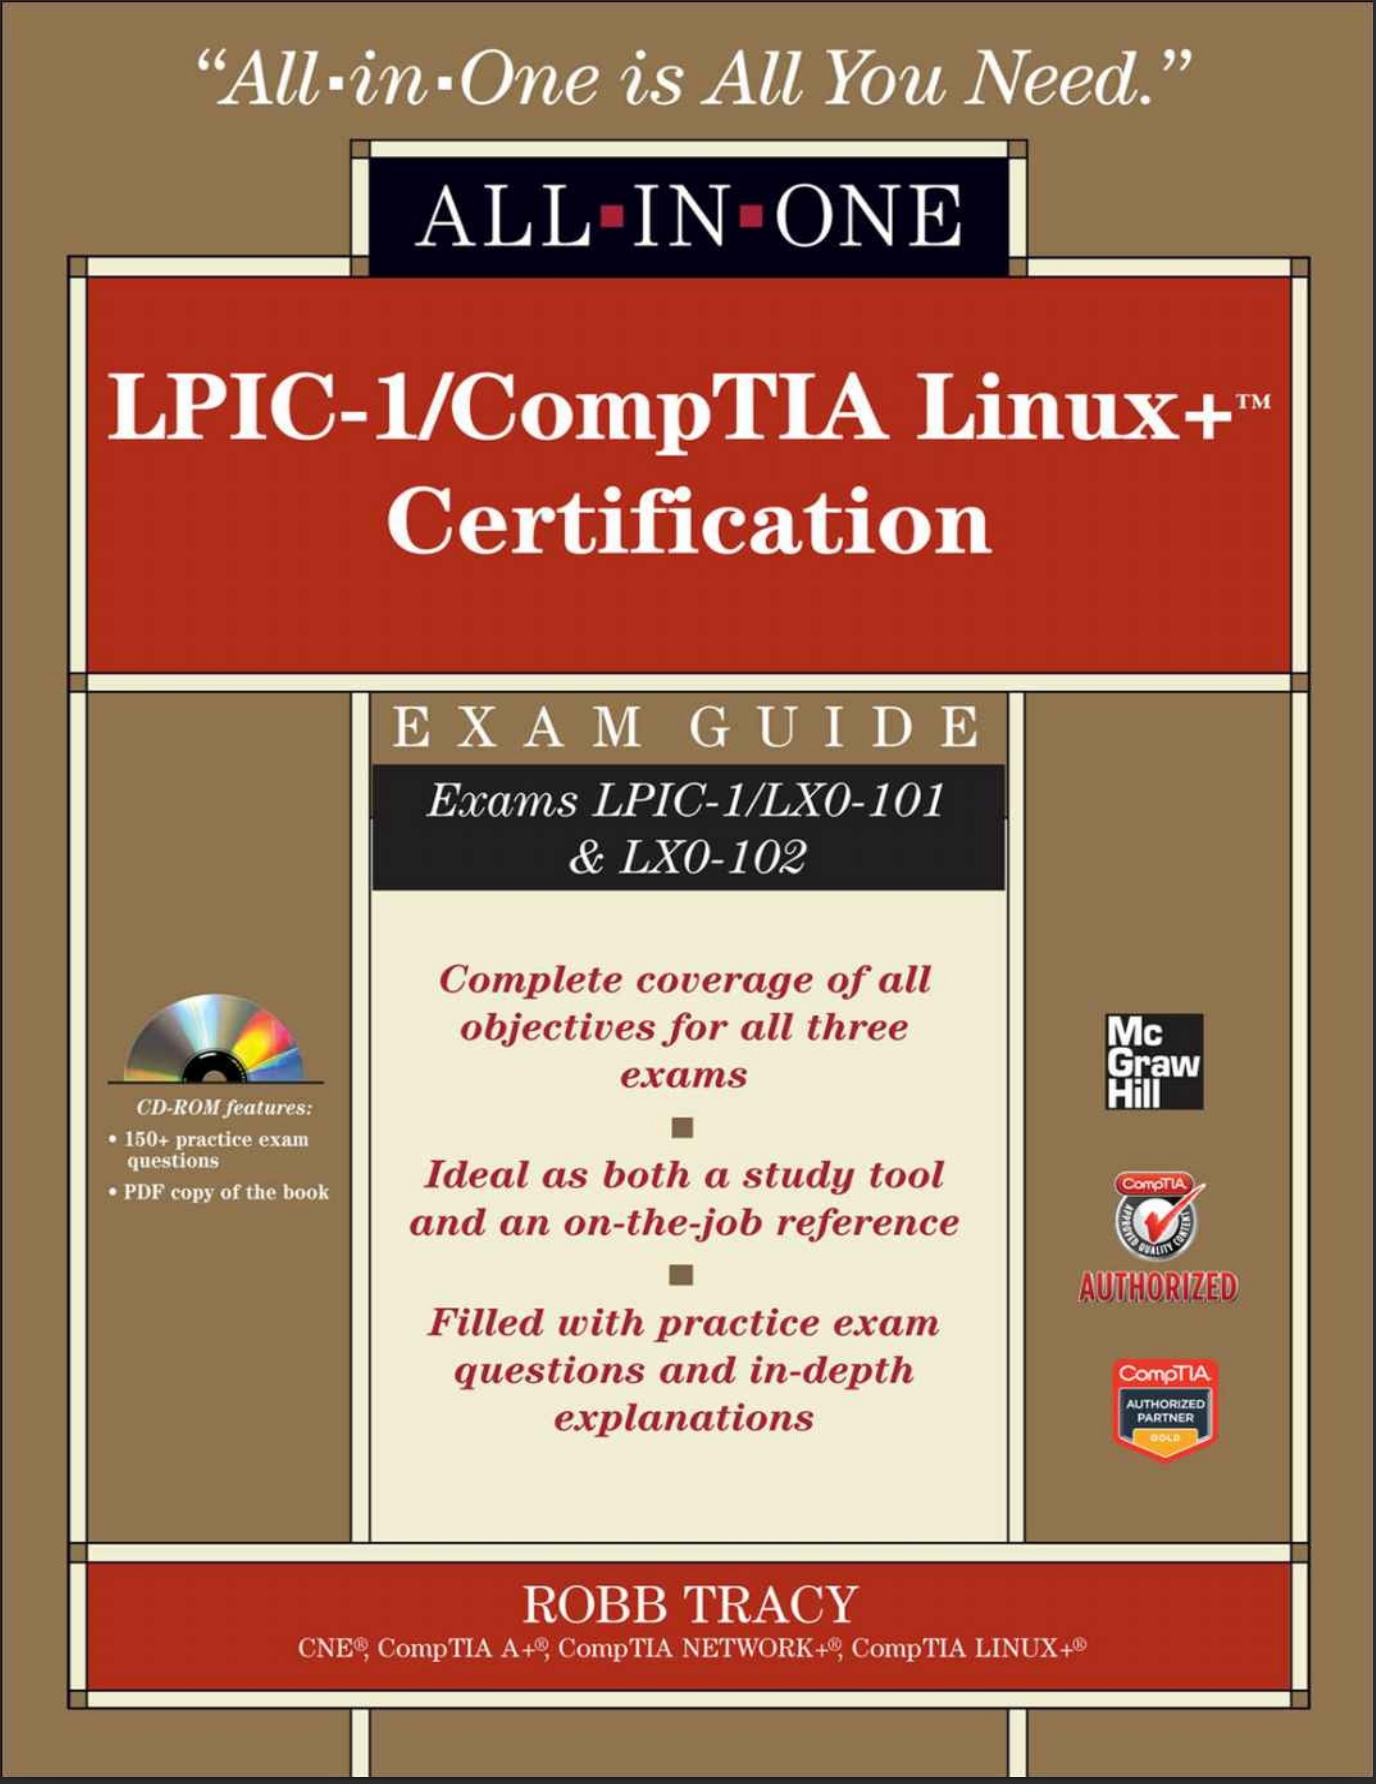 “All▪in▪One is All You Need.”
ALL▪IN▪ONE
LPIC-1/CompTIA Linux+™
Certification
EXAM GUIDE
Exams LPIC-1/LX0-101
& LX0-102
Complete coverage of all
objectives for all three
exams
Ideal as both a study tool
and an on-the-job reference
Filled with practice exam
questions and in-depth
explanations
CD-ROM features:
• 150+ practice exam
questions
• PDF copy of the book
Mc
Graw
Hill
CompTIA
APPROVED QUALITY CONTENT
AUTHORIZED
CompTIA
AUTHORIZED
PARTNER
GOLD
ROBB TRACY
CNE®, CompTIA A+®, CompTIA NETWORK+®, CompTIA LINUX+®